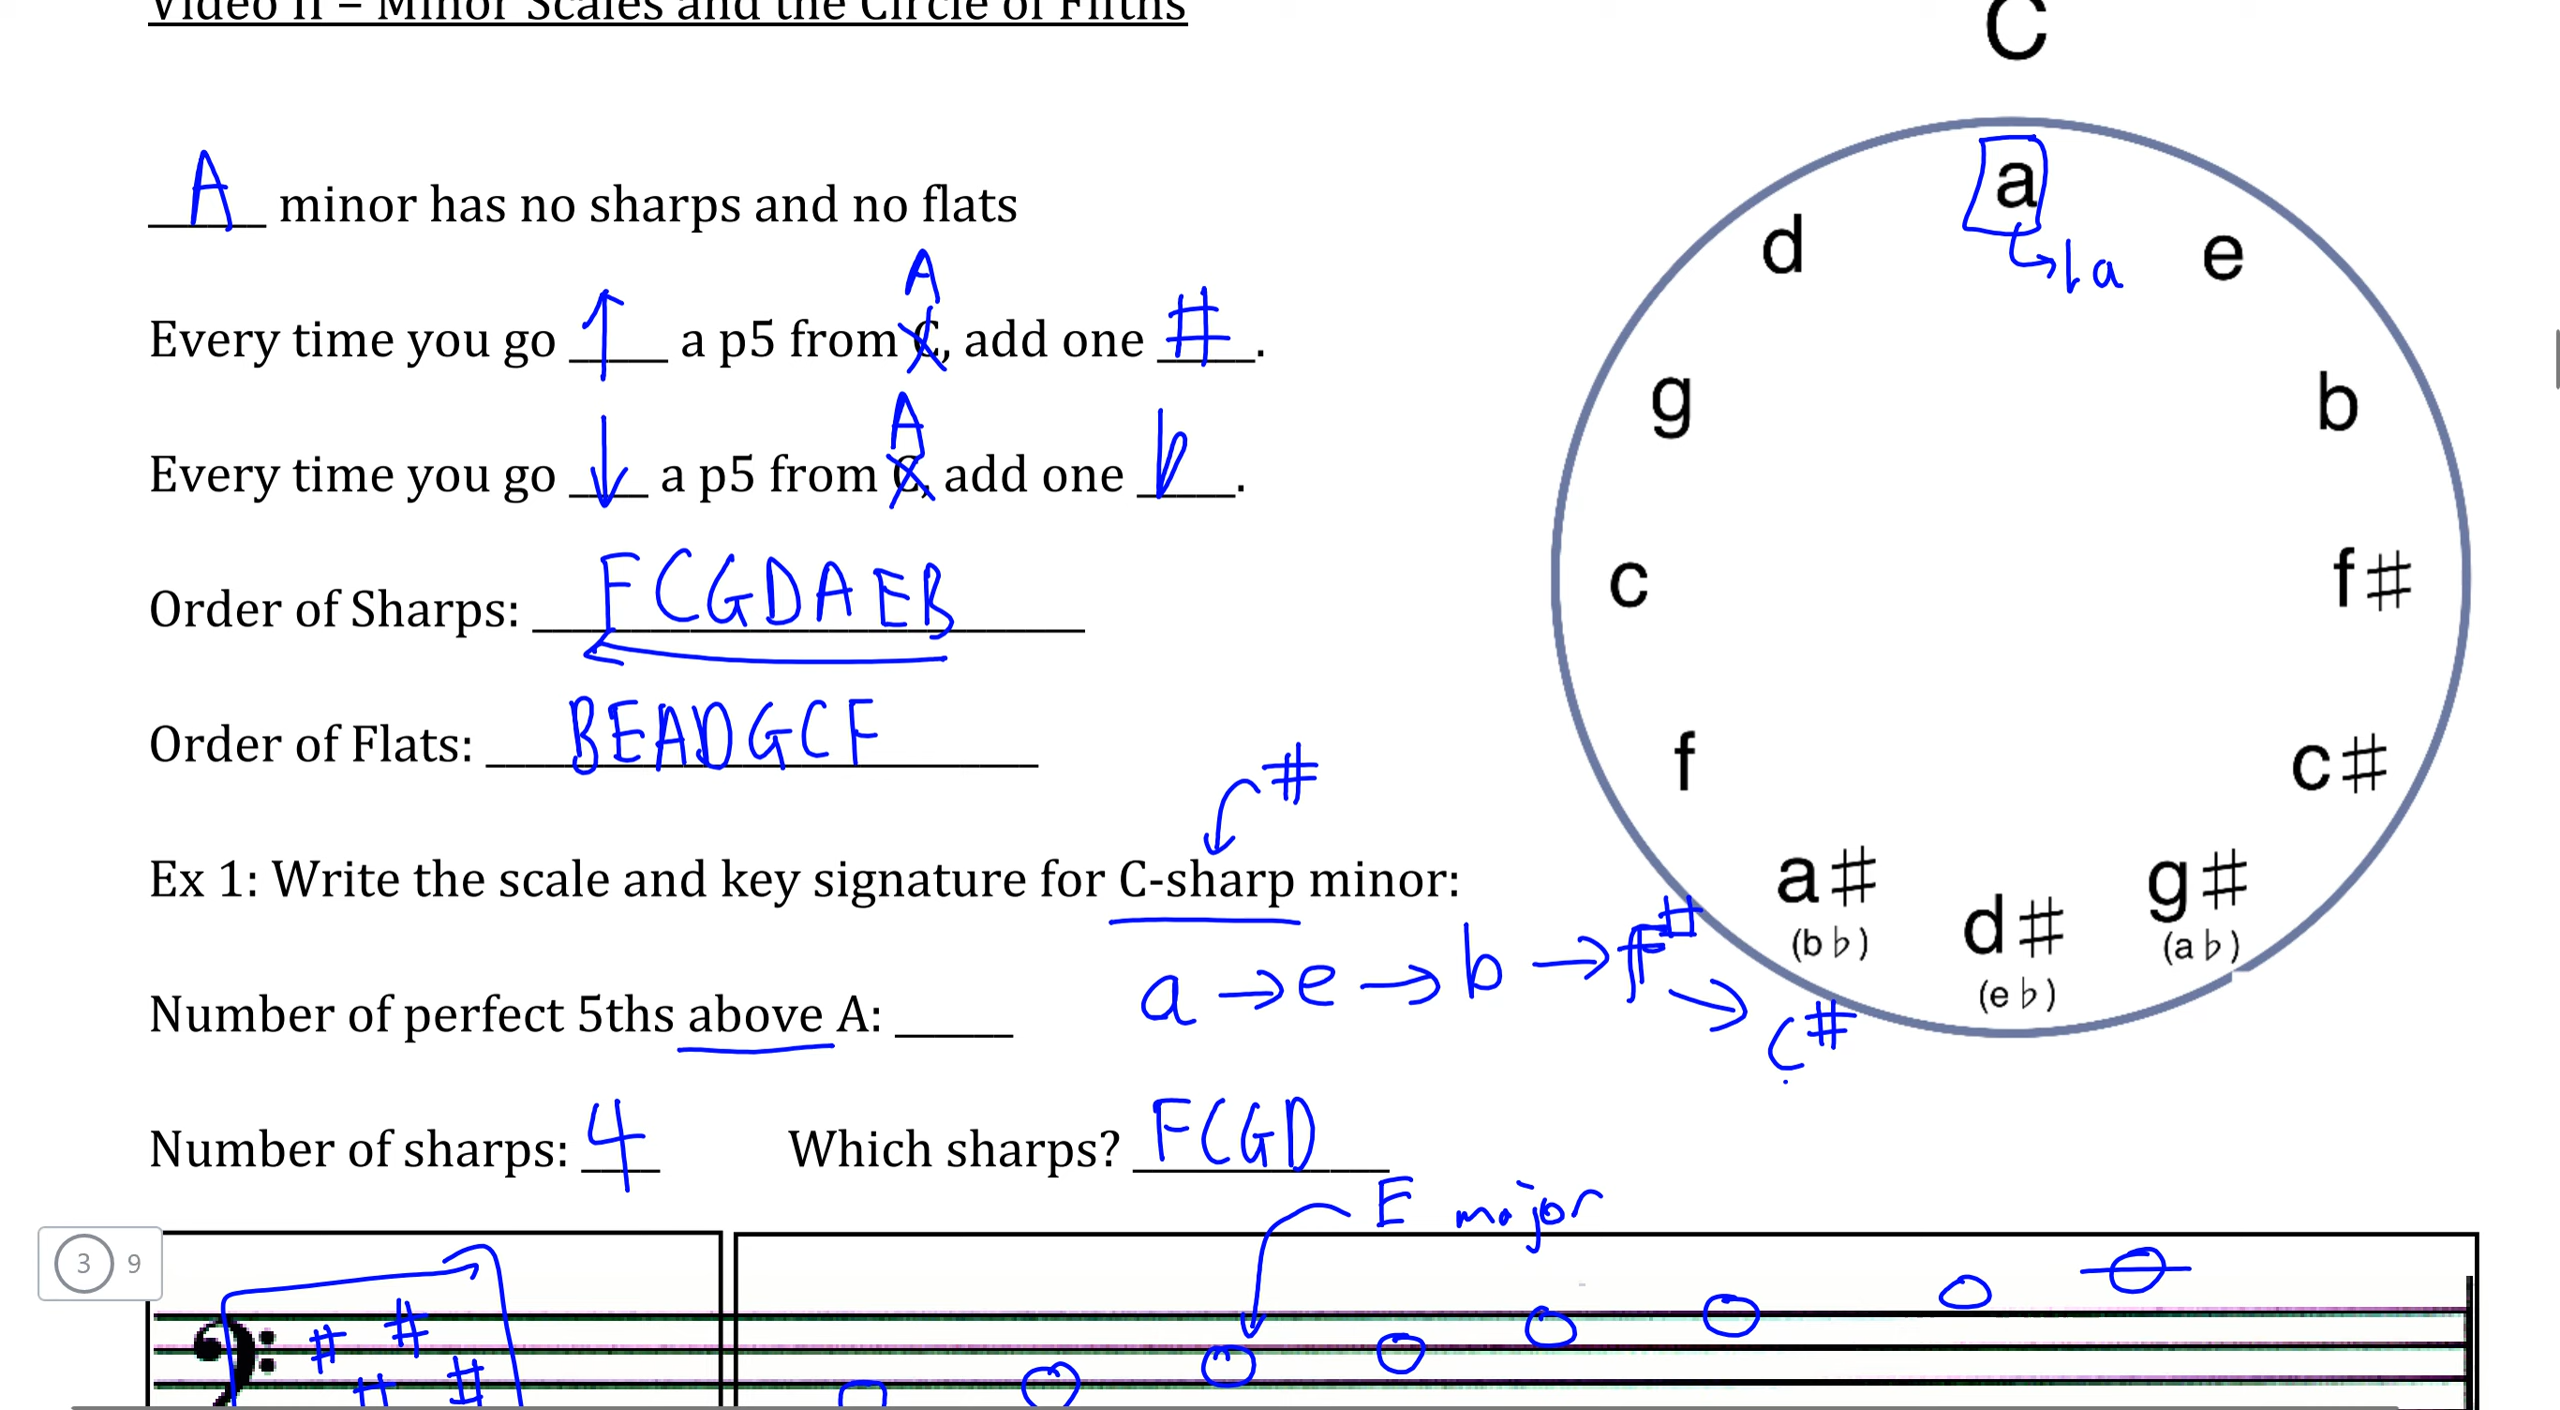 Video II – Minor Scales and the Circle of Fifths
C
A minor has no sharps and no flats
A
Every time you go ↑ a p5 from C, add one #.
A
Every time you go ↓ a p5 from C, add one b.
Order of Sharps: FCGDAEB
Order of Flats: BEADGCF
#
Ex 1: Write the scale and key signature for C-sharp minor:
Number of perfect 5ths above A: _____
a → e → b → F# → C#
Number of sharps: 4 Which sharps? FCGD
E major
3 9
a
la
e
b
f♯
c♯
g♯
(a♭)
d♯
(e♭)
a♯
(b♭)
f
c
g
d
# # # #